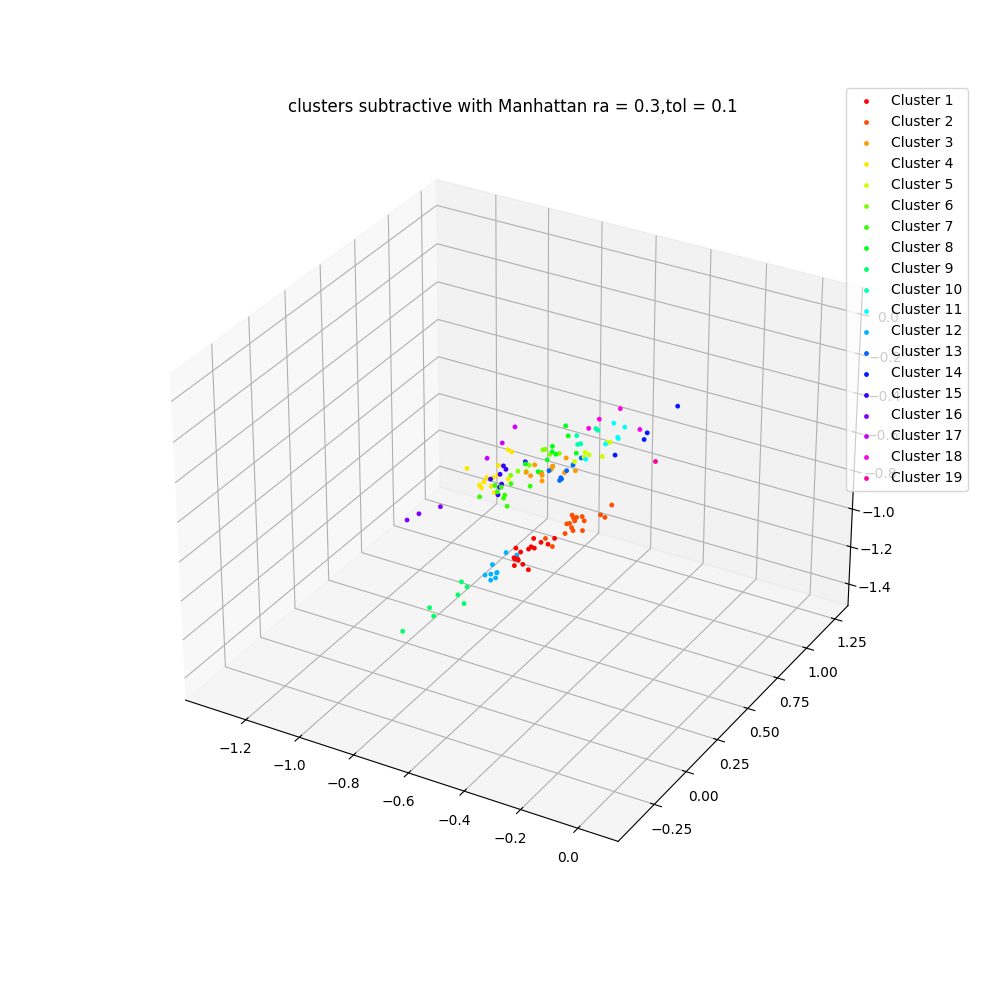 clusters subtractive with Manhattan ra = 0.3,tol = 0.1
Cluster 1
Cluster 2
Cluster 3
Cluster 4
Cluster 5
Cluster 6
Cluster 7
Cluster 8
Cluster 9
Cluster 10
Cluster 11
Cluster 12
Cluster 13
Cluster 14
Cluster 15
Cluster 16
Cluster 17
Cluster 18
Cluster 19
0.0
−0.2
−0.4
−0.6
−0.8
−1.0
−1.2
−1.4
1.25
1.00
0.75
0.50
0.25
0.00
−0.25
−1.2
−1.0
−0.8
−0.6
−0.4
−0.2
0.0